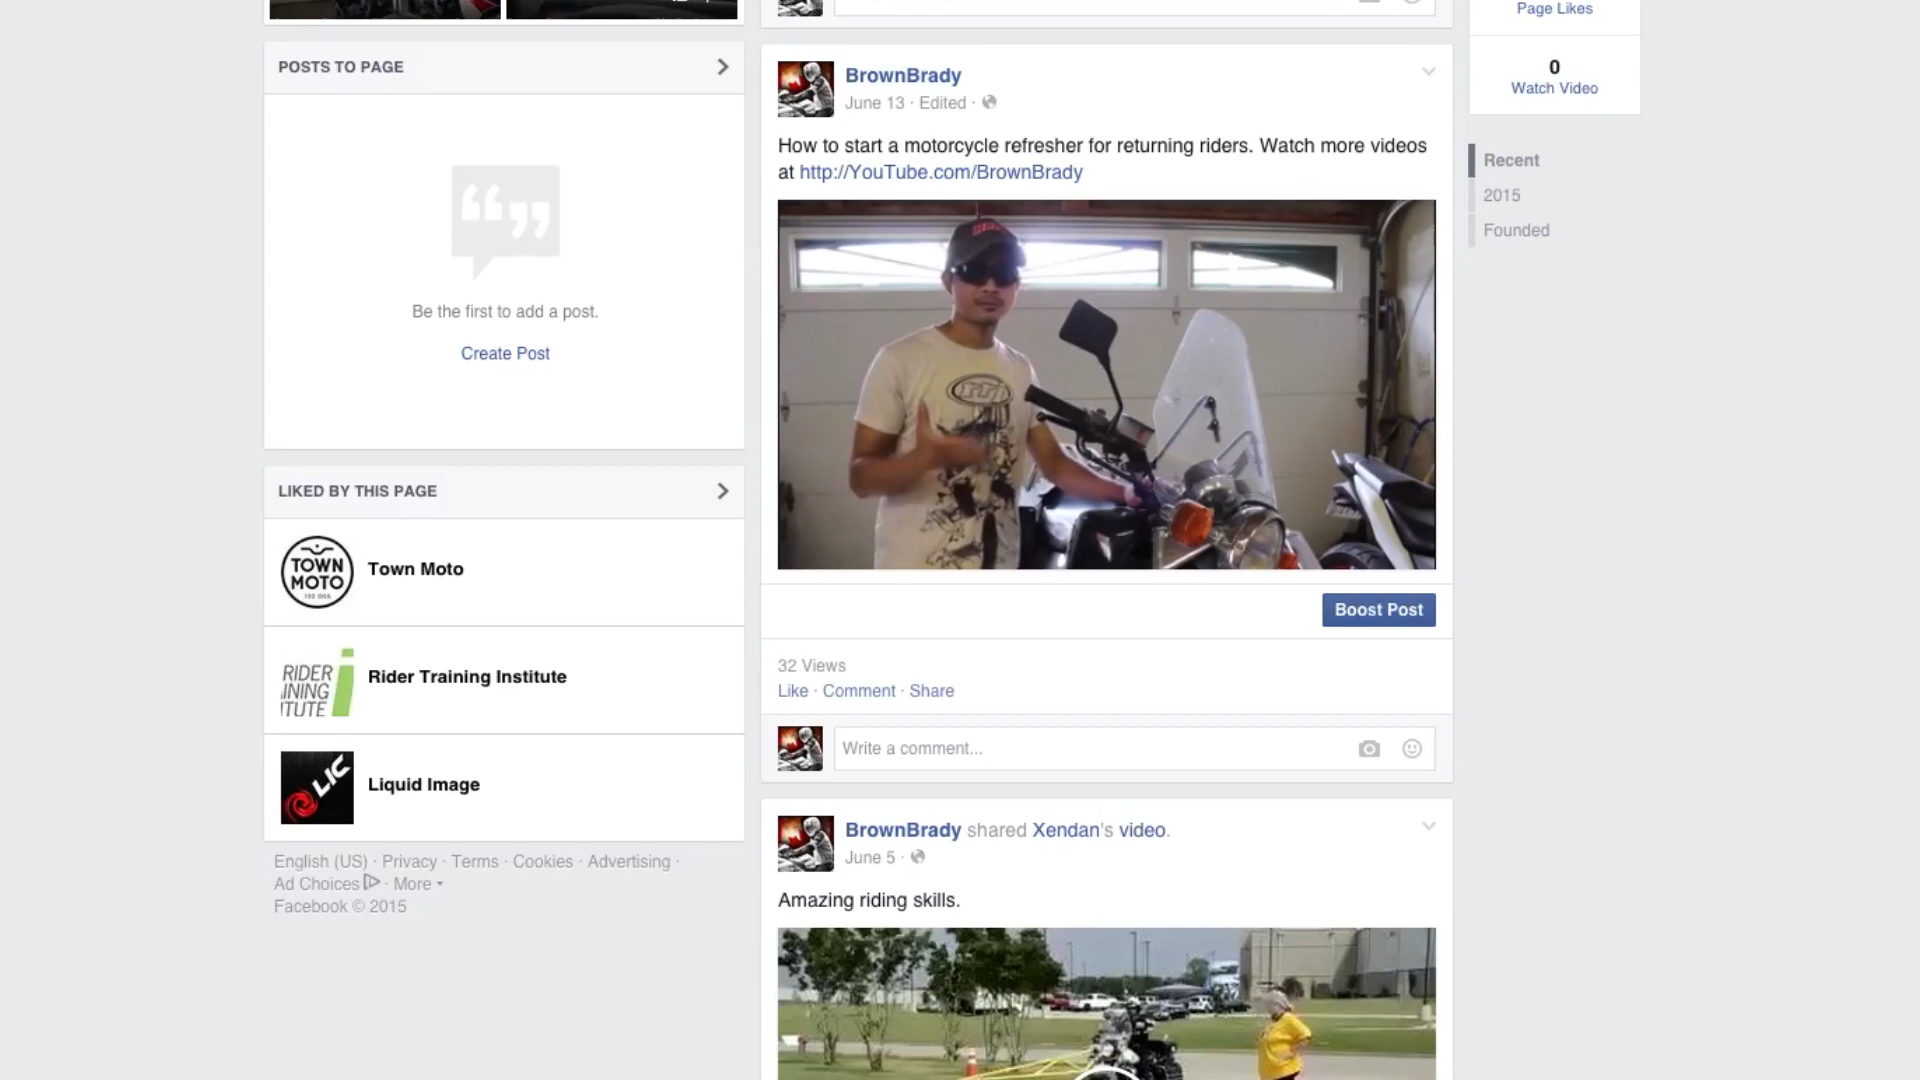 POSTS TO PAGE
Be the first to add a post.
Create Post
LIKED BY THIS PAGE
TOWN
MOTO
Town Moto
RIDER
INING
ITUTE
Rider Training Institute
LIC
Liquid Image
English (US) · Privacy · Terms · Cookies · Advertising ·
Ad Choices · More
Facebook © 2015
BrownBrady
June 13 · Edited ·
How to start a motorcycle refresher for returning riders. Watch more videos
at http://YouTube.com/BrownBrady
Boost Post
32 Views
Like · Comment · Share
Write a comment...
BrownBrady shared Xendan's video.
June 5 ·
Amazing riding skills.
Page Likes
0
Watch Video
Recent
2015
Founded